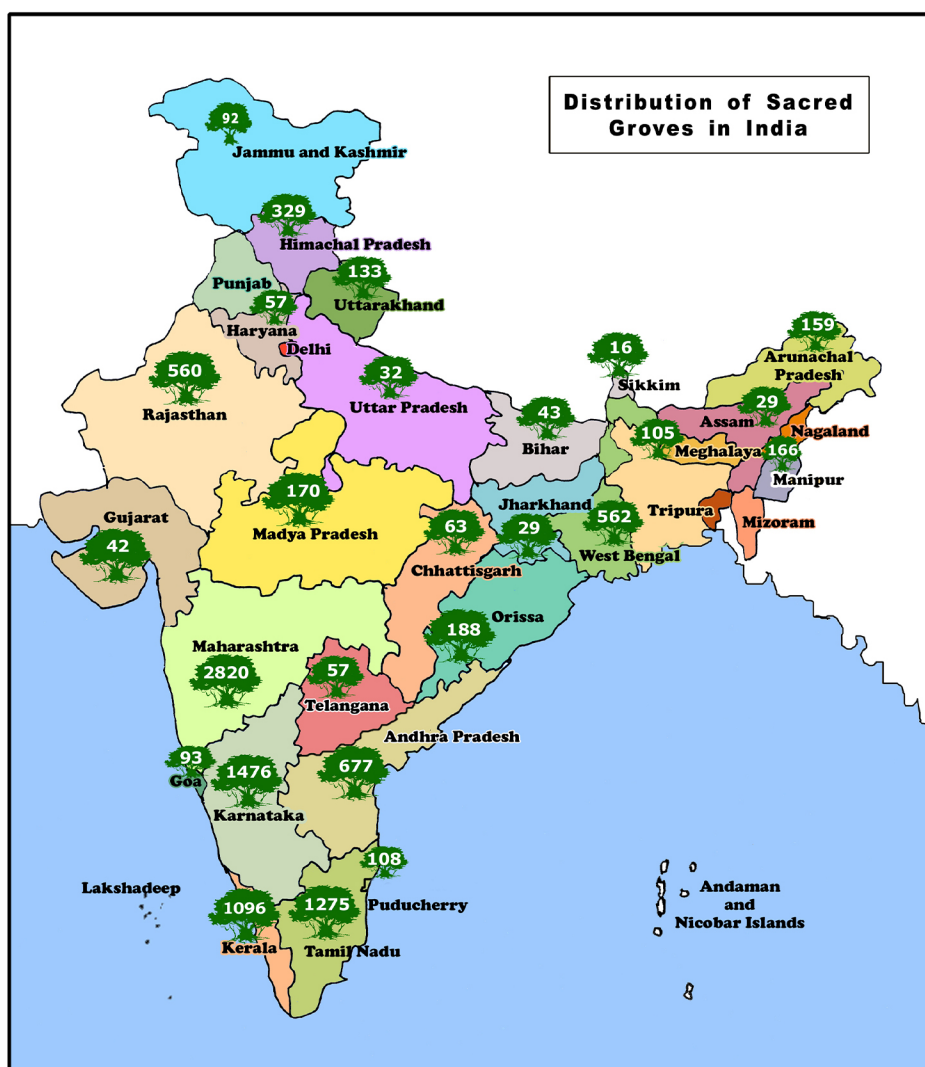 Distribution of Sacred
Groves in India
92
Jammu and Kashmir
329
Himachal Pradesh
Punjab
133
Uttarakhand
57
Haryana
Delhi
560
Rajasthan
32
Uttar Pradesh
16
Sikkim
159
Arunachal
Pradesh
29
Assam
Nagaland
43
Bihar
105
Meghalaya
166
Manipur
170
Madya Pradesh
Jharkhand
29
562
West Bengal
Tripura
Mizoram
Gujarat
42
63
Chhattisgarh
Orissa
188
Maharashtra
2820
57
Telangana
Andhra Pradesh
677
93
Goa
1476
Karnataka
108
Puducherry
Lakshadeep
1096
Kerala
1275
Tamil Nadu
Andaman
and
Nicobar Islands